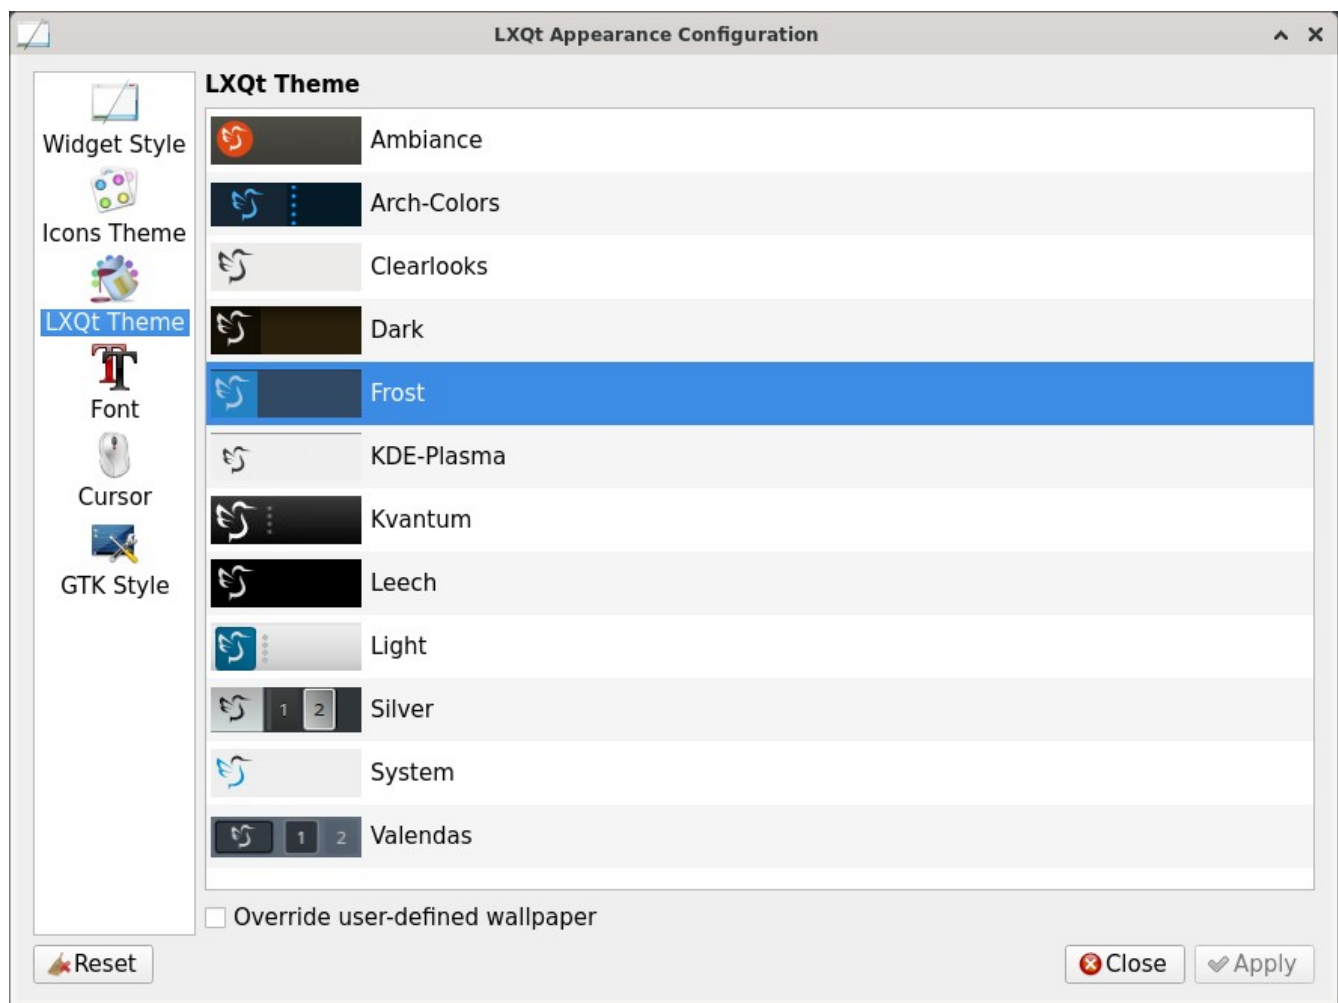 LXQt Appearance Configuration
Widget Style
Icons Theme
LXQt Theme
Font
Cursor
GTK Style
LXQt Theme
Ambiance
Arch-Colors
Clearlooks
Dark
Frost
KDE-Plasma
Kvantum
Leech
Light
1 2 Silver
System
1 2 Valendas
Override user-defined wallpaper
Reset
Close
Apply